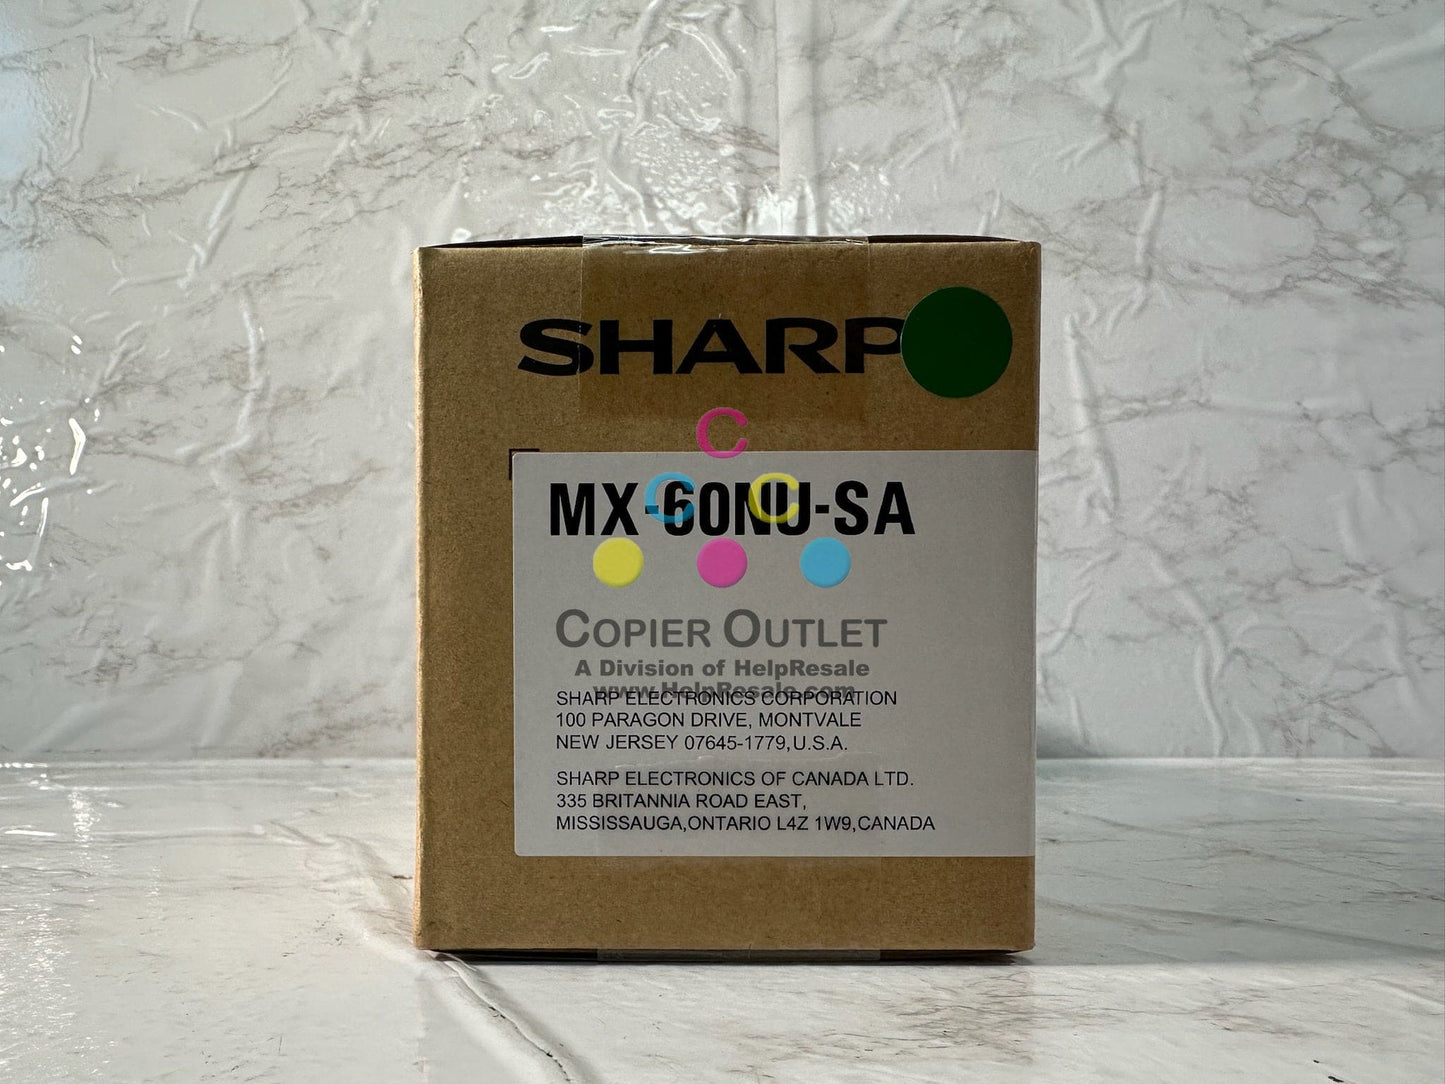 SHARP
C
C C
MX-60NU-SA
COPIER OUTLET
A Division of HelpResale
www.HelpResale.com
SHARP ELECTRONICS CORPORATION
100 PARAGON DRIVE, MONTVALE
NEW JERSEY 07645-1779,U.S.A.
SHARP ELECTRONICS OF CANADA LTD.
335 BRITANNIA ROAD EAST,
MISSISSAUGA,ONTARIO L4Z 1W9,CANADA